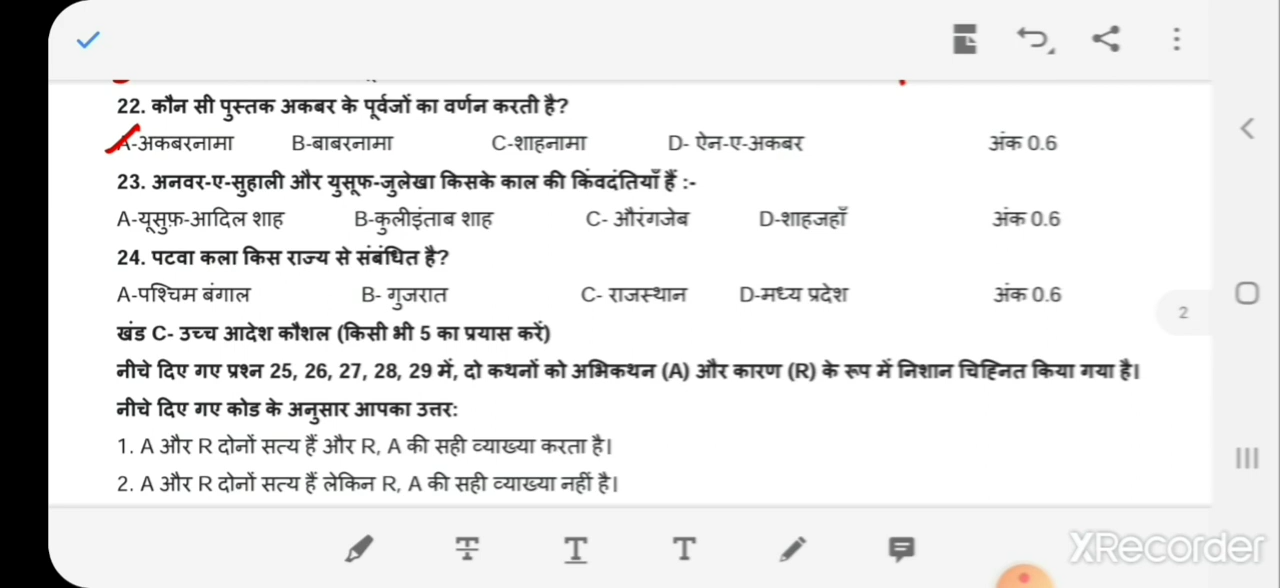 22. कौन सी पुस्तक अकबर के पूर्वजों का वर्णन करती है?
A-अकबरनामा B-बाबरनामा C-शाहनामा D- ऐन-ए-अकबर अंक 0.6
23. अनवर-ए-सुहाली और युसूफ-जुलेखा किसके काल की किंवदंतियाँ हैं :-
A-यूसुफ़-आदिल शाह B-कुलीइंताब शाह C- औरंगजेब D-शाहजहाँ अंक 0.6
24. पटवा कला किस राज्य से संबंधित है?
A-पश्चिम बंगाल B- गुजरात C- राजस्थान D-मध्य प्रदेश अंक 0.6
2
खंड C- उच्च आदेश कौशल (किसी भी 5 का प्रयास करें)
नीचे दिए गए प्रश्न 25, 26, 27, 28, 29 में, दो कथनों को अभिकथन (A) और कारण (R) के रूप में निशान चिह्नित किया गया है।
नीचे दिए गए कोड के अनुसार आपका उत्तर:
1. A और R दोनों सत्य हैं और R, A की सही व्याख्या करता है।
2. A और R दोनों सत्य हैं लेकिन R, A की सही व्याख्या नहीं है।
XRecorder